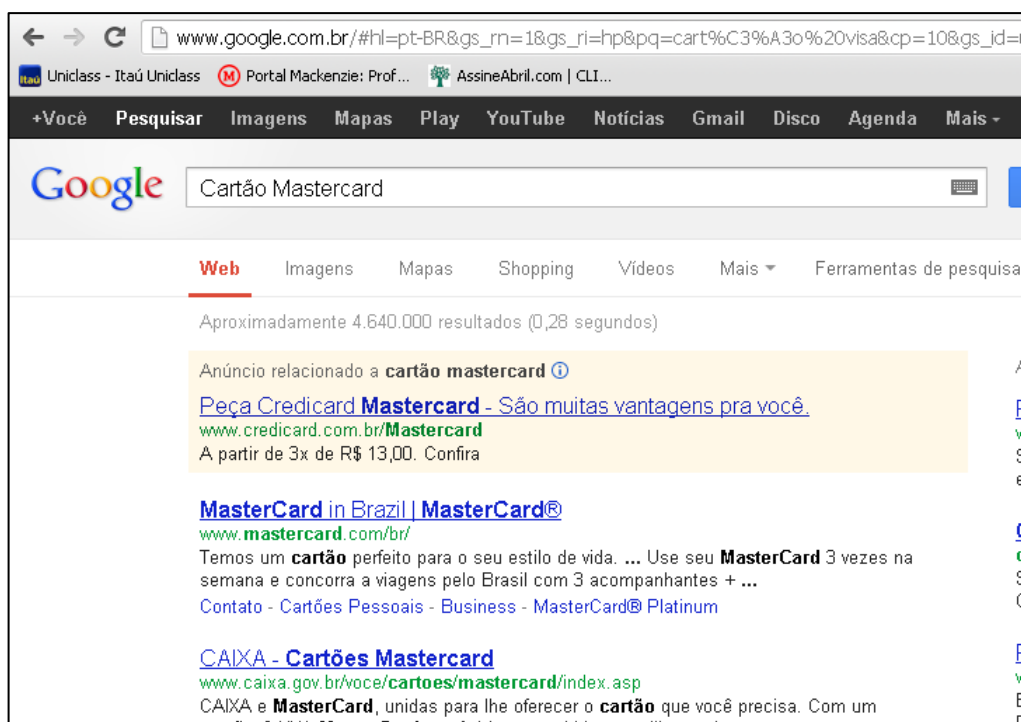 www.google.com.br/#hl=pt-BR&gs_rn=1&gs_ri=hp&pq=cart%C3%A3o%20visa&cp=10&gs_id=
Itaú Uniclass - Itaú Uniclass M Portal Mackenzie: Prof... AssineAbril.com | CLI...
+Você Pesquisar Imagens Mapas Play YouTube Notícias Gmail Disco Agenda Mais
Google Cartão Mastercard
Web Imagens Mapas Shopping Vídeos Mais Ferramentas de pesquisa
Aproximadamente 4.640.000 resultados (0,28 segundos)
Anúncio relacionado a cartão mastercard
Peça Credicard Mastercard - São muitas vantagens pra você.
www.credicard.com.br/Mastercard
A partir de 3x de R$ 13,00. Confira
MasterCard in Brazil | MasterCard®
www.mastercard.com/br/
Temos um cartão perfeito para o seu estilo de vida. ... Use seu MasterCard 3 vezes na
semana e concorra a viagens pelo Brasil com 3 acompanhantes + ...
Contato - Cartões Pessoais - Business - MasterCard® Platinum
CAIXA - Cartões Mastercard
www.caixa.gov.br/voce/cartoes/mastercard/index.asp
CAIXA e MasterCard, unidas para lhe oferecer o cartão que você precisa. Com um